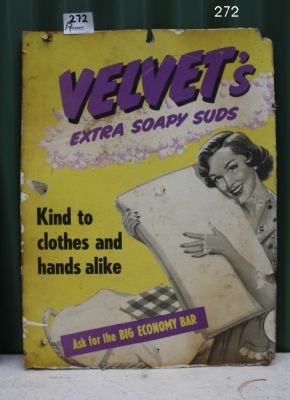 272
272
VELVET's
EXTRA SOAPY SUDS
Kind to
clothes and
hands alike
Ask for the BIG ECONOMY BAR